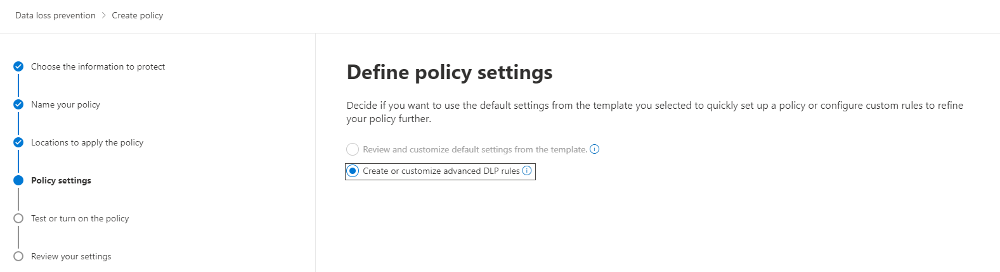 Data loss prevention > Create policy
Choose the information to protect
Name your policy
Locations to apply the policy
Policy settings
Test or turn on the policy
Review your settings
Define policy settings
Decide if you want to use the default settings from the template you selected to quickly set up a policy or configure custom rules to refine
your policy further.
Review and customize default settings from the template.
Create or customize advanced DLP rules